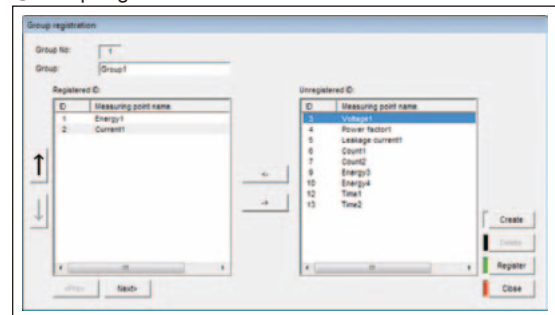 Group registration
Group No: 1
Group: Group1
Registered ID: Unregistered ID:
ID Measuring point name ID Measuring point name
1 Energy1 3 Voltage1
2 Current1 4 Power factor1
5 Leakage current1
6 Count1
7 Count2
9 Energy3
10 Energy4
12 Time1
13 Time2
↑
↓
<-
->
Create
Delete
Register
Close
<Prev Next>